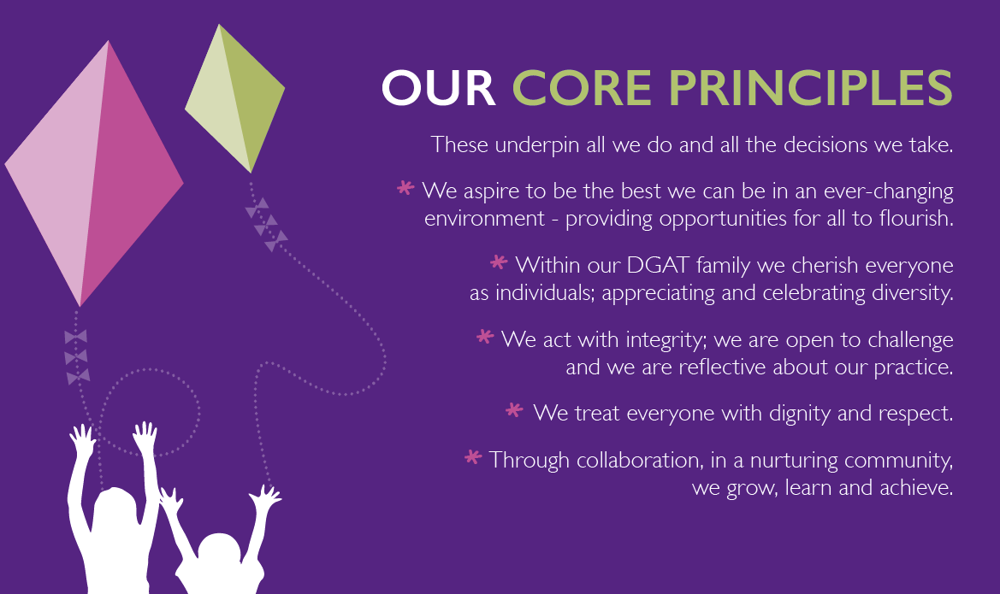 OUR CORE PRINCIPLES
These underpin all we do and all the decisions we take.
* We aspire to be the best we can be in an ever-changing
environment - providing opportunities for all to flourish.
* Within our DGAT family we cherish everyone
as individuals; appreciating and celebrating diversity.
* We act with integrity; we are open to challenge
and we are reflective about our practice.
* We treat everyone with dignity and respect.
* Through collaboration, in a nurturing community,
we grow, learn and achieve.